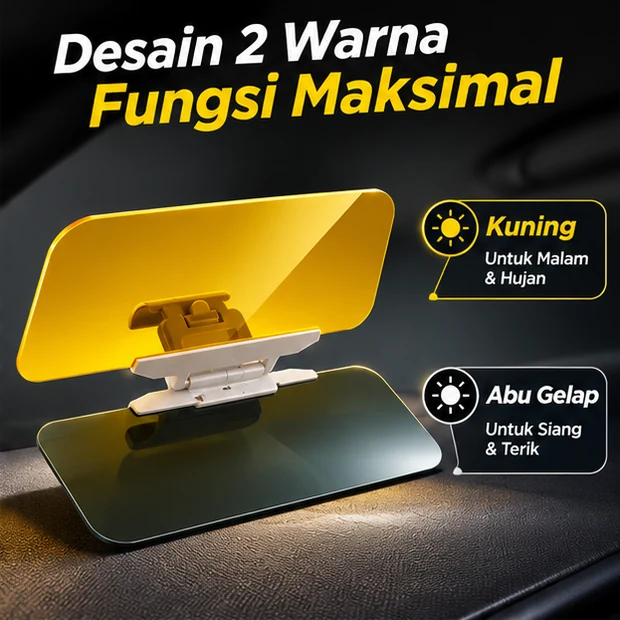 Desain 2 Warna
Fungsi Maksimal
Kuning
Untuk Malam
& Hujan
Abu Gelap
Untuk Siang
& Terik